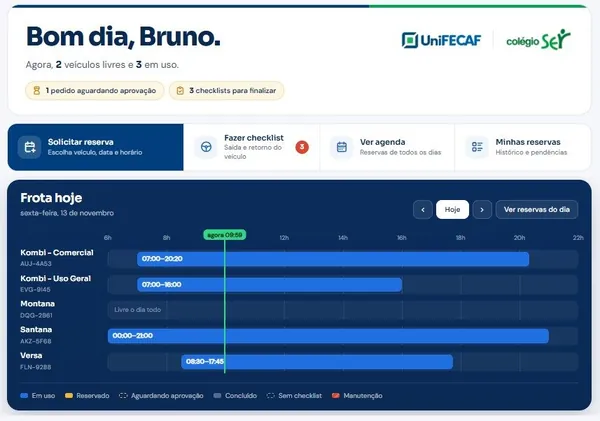 Bom dia, Bruno.
UniFECAF
colégio SER
Agora, 2 veículos livres e 3 em uso.
1 pedido aguardando aprovação
3 checklists para finalizar
Solicitar reserva
Escolha veículo, data e horário
Fazer checklist
Saída e retorno do
veículo
3
Ver agenda
Reservas de todos os dias
Minhas reservas
Histórico e pendências
Frota hoje
sexta-feira, 13 de novembro
‹
Hoje
›
Ver reservas do dia
6h 8h agora 09:59 12h 14h 16h 18h 20h 22h
Kombi - Comercial
AUJ-4A53
07:00–20:20
Kombi - Uso Geral
EVG-9I45
07:00–16:00
Montana
DQG-2961
Livre o dia todo
Santana
AKZ-5F68
00:00–21:00
Versa
FLN-9288
08:30–17:45
Em uso
Reservado
Aguardando aprovação
Concluído
Sem checklist
Manutenção